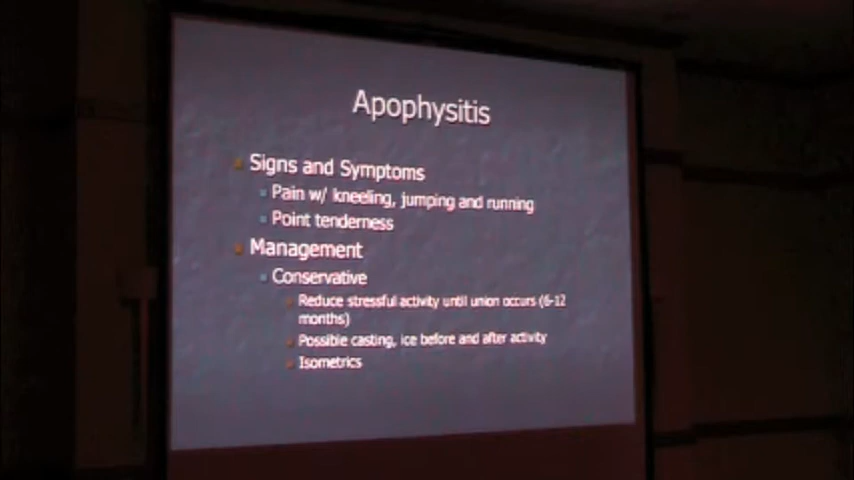 Apophysitis
Signs and Symptoms
Pain w/ kneeling, jumping and running
Point tenderness
Management
Conservative
Reduce stressful activity until union occurs (6-12
months)
Possible casting, ice before and after activity
Isometrics